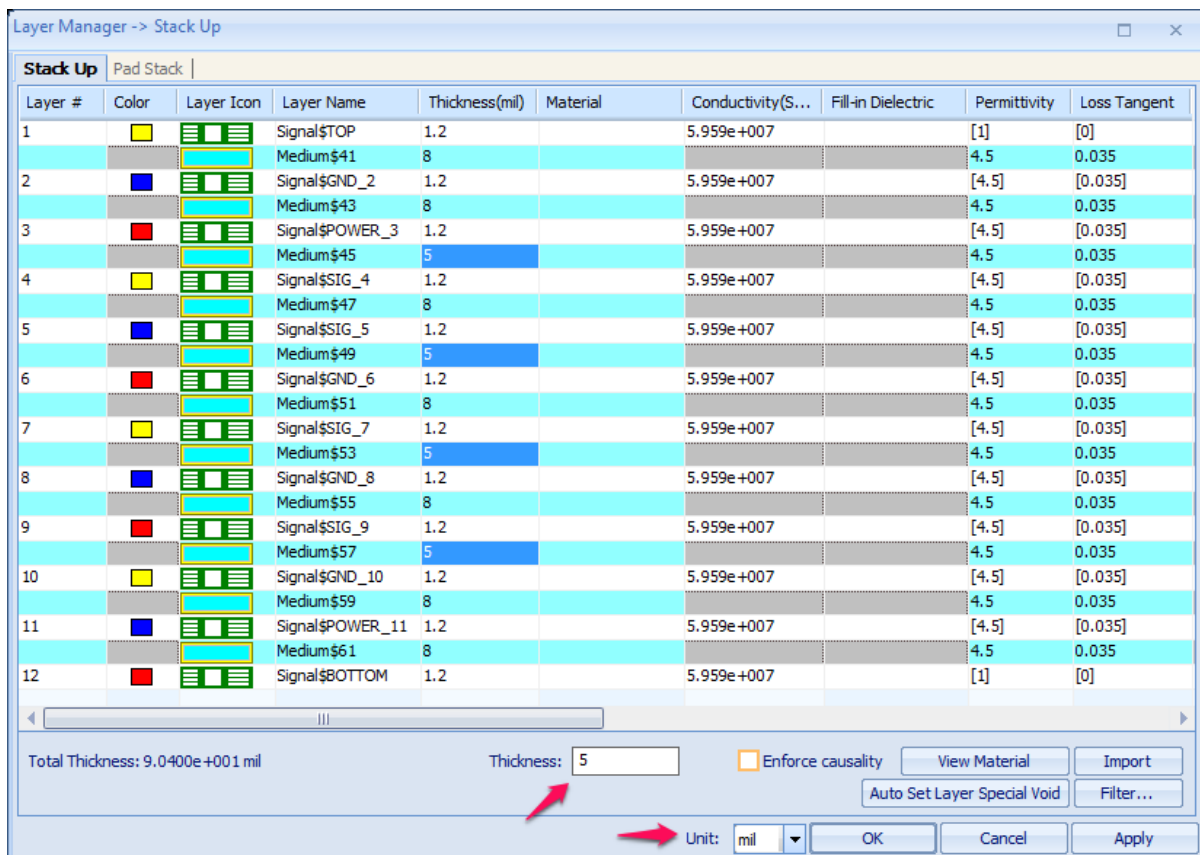 Layer Manager -> Stack Up
Stack Up Pad Stack
Layer # Color Layer Icon Layer Name Thickness(mil) Material Conductivity(S... Fill-in Dielectric Permittivity Loss Tangent
1 Signal$TOP 1.2 5.959e+007 [1] [0]
Medium$41 8 4.5 0.035
2 Signal$GND_2 1.2 5.959e+007 [4.5] [0.035]
Medium$43 8 4.5 0.035
3 Signal$POWER_3 1.2 5.959e+007 [4.5] [0.035]
Medium$45 5 4.5 0.035
4 Signal$SIG_4 1.2 5.959e+007 [4.5] [0.035]
Medium$47 8 4.5 0.035
5 Signal$SIG_5 1.2 5.959e+007 [4.5] [0.035]
Medium$49 5 4.5 0.035
6 Signal$GND_6 1.2 5.959e+007 [4.5] [0.035]
Medium$51 8 4.5 0.035
7 Signal$SIG_7 1.2 5.959e+007 [4.5] [0.035]
Medium$53 5 4.5 0.035
8 Signal$GND_8 1.2 5.959e+007 [4.5] [0.035]
Medium$55 8 4.5 0.035
9 Signal$SIG_9 1.2 5.959e+007 [4.5] [0.035]
Medium$57 5 4.5 0.035
10 Signal$GND_10 1.2 5.959e+007 [4.5] [0.035]
Medium$59 8 4.5 0.035
11 Signal$POWER_11 1.2 5.959e+007 [4.5] [0.035]
Medium$61 8 4.5 0.035
12 Signal$BOTTOM 1.2 5.959e+007 [1] [0]
Total Thickness: 9.0400e+001 mil Thickness: 5 Enforce causality View Material Import
Auto Set Layer Special Void Filter...
Unit: mil OK Cancel Apply